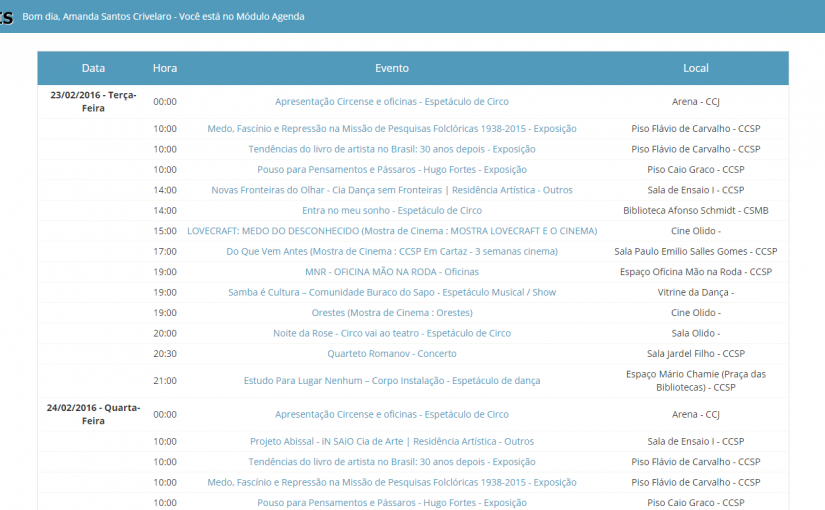 ts Bom dia, Amanda Santos Crivelaro - Você está no Módulo Agenda
Data Hora Evento Local
23/02/2016 - Terça-
Feira 00:00 Apresentação Circense e oficinas - Espetáculo de Circo Arena - CCJ
10:00 Medo, Fascínio e Repressão na Missão de Pesquisas Folclóricas 1938-2015 - Exposição Piso Flávio de Carvalho - CCSP
10:00 Tendências do livro de artista no Brasil: 30 anos depois - Exposição Piso Flávio de Carvalho - CCSP
10:00 Pouso para Pensamentos e Pássaros - Hugo Fortes - Exposição Piso Caio Graco - CCSP
14:00 Novas Fronteiras do Olhar - Cia Dança sem Fronteiras | Residência Artística - Outros Sala de Ensaio I - CCSP
14:00 Entra no meu sonho - Espetáculo de Circo Biblioteca Afonso Schmidt - CSMB
15:00 LOVECRAFT: MEDO DO DESCONHECIDO (Mostra de Cinema : MOSTRA LOVECRAFT E O CINEMA) Cine Olido -
17:00 Do Que Vem Antes (Mostra de Cinema : CCSP Em Cartaz - 3 semanas cinema) Sala Paulo Emilio Salles Gomes - CCSP
19:00 MNR - OFICINA MÃO NA RODA - Oficinas Espaço Oficina Mão na Roda - CCSP
19:00 Samba é Cultura – Comunidade Buraco do Sapo - Espetáculo Musical / Show Vitrine da Dança -
19:00 Orestes (Mostra de Cinema : Orestes) Cine Olido -
20:00 Noite da Rose - Circo vai ao teatro - Espetáculo de Circo Sala Olido -
20:30 Quarteto Romanov - Concerto Sala Jardel Filho - CCSP
21:00 Estudo Para Lugar Nenhum – Corpo Instalação - Espetáculo de dança Espaço Mário Chamie (Praça das
Bibliotecas) - CCSP
24/02/2016 - Quarta-
Feira 00:00 Apresentação Circense e oficinas - Espetáculo de Circo Arena - CCJ
10:00 Projeto Abissal - iN SAiO Cia de Arte | Residência Artística - Outros Sala de Ensaio I - CCSP
10:00 Tendências do livro de artista no Brasil: 30 anos depois - Exposição Piso Flávio de Carvalho - CCSP
10:00 Medo, Fascínio e Repressão na Missão de Pesquisas Folclóricas 1938-2015 - Exposição Piso Flávio de Carvalho - CCSP
10:00 Pouso para Pensamentos e Pássaros - Hugo Fortes - Exposição Piso Caio Graco - CCSP